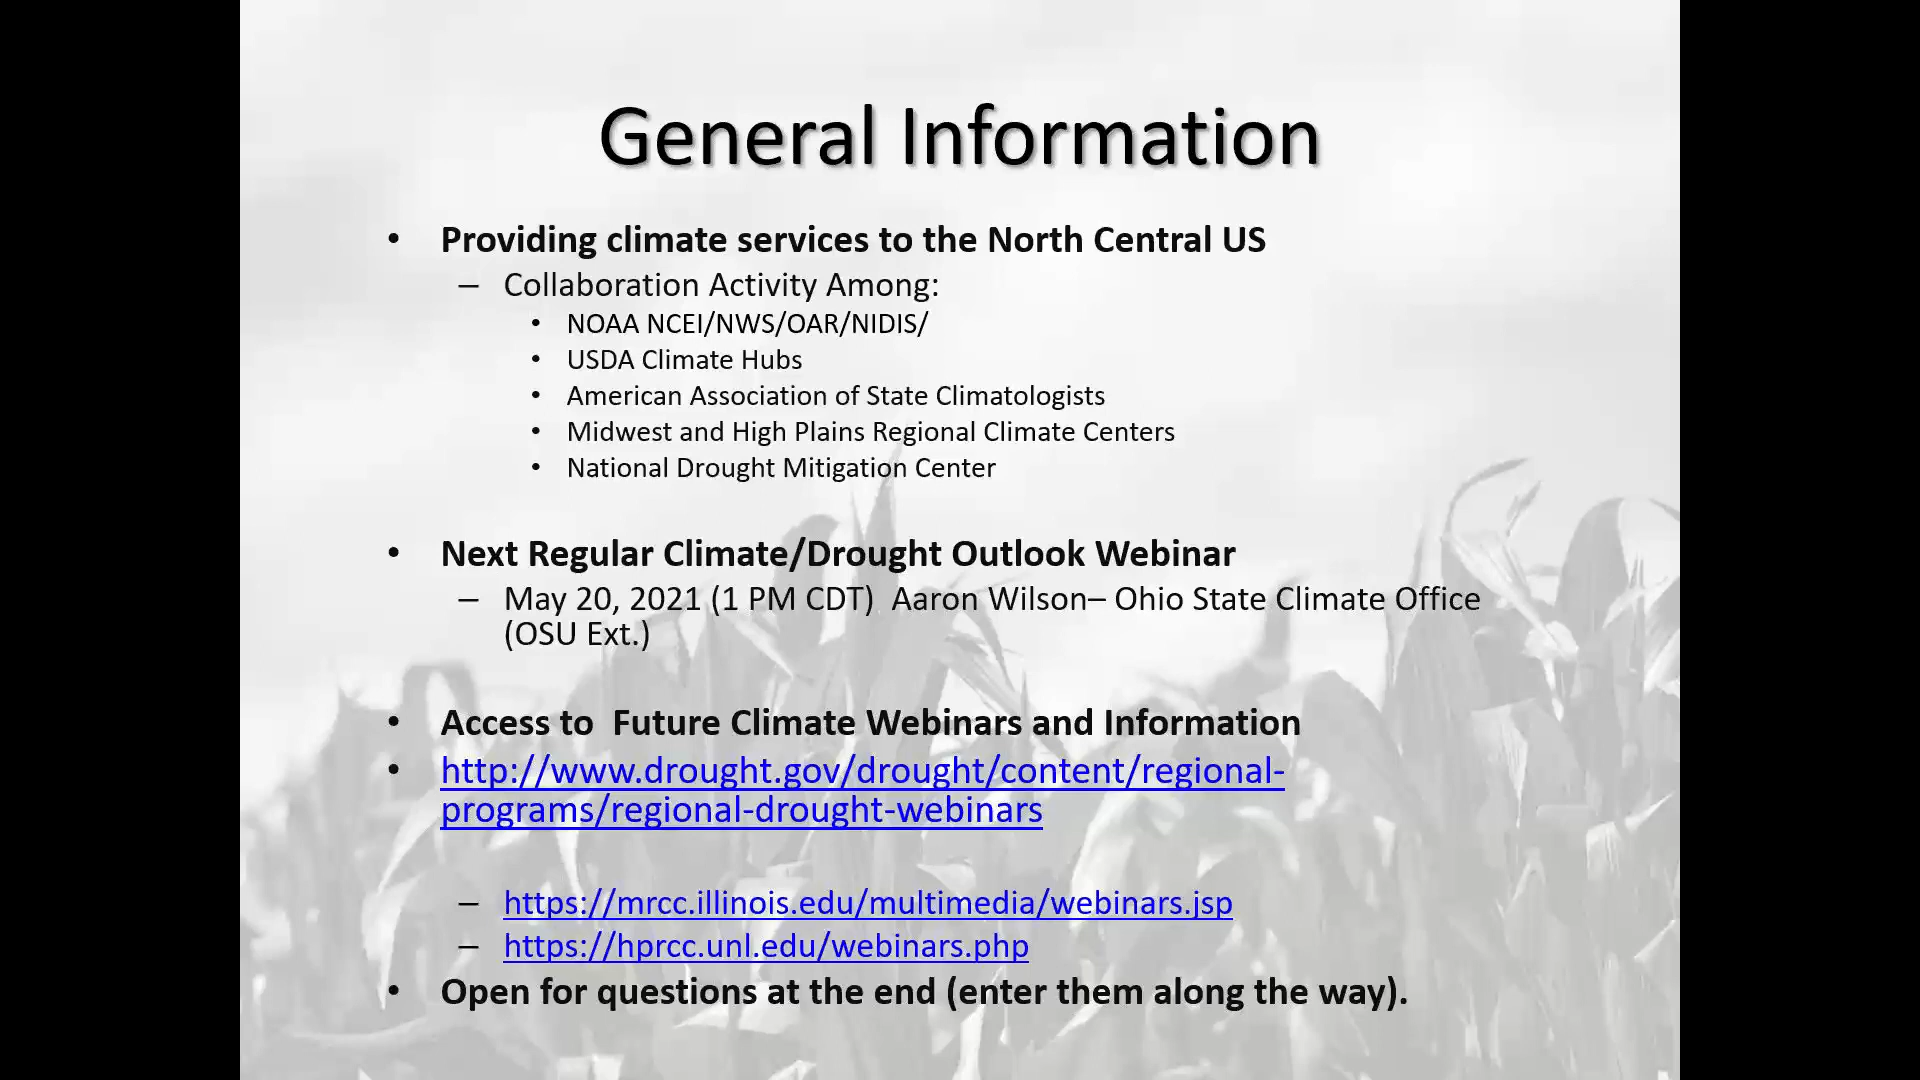 General Information
• Providing climate services to the North Central US
– Collaboration Activity Among:
• NOAA NCEI/NWS/OAR/NIDIS/
• USDA Climate Hubs
• American Association of State Climatologists
• Midwest and High Plains Regional Climate Centers
• National Drought Mitigation Center
• Next Regular Climate/Drought Outlook Webinar
– May 20, 2021 (1 PM CDT)  Aaron Wilson– Ohio State Climate Office
(OSU Ext.)
• Access to  Future Climate Webinars and Information
• http://www.drought.gov/drought/content/regional-
programs/regional-drought-webinars
– https://mrcc.illinois.edu/multimedia/webinars.jsp
– https://hprcc.unl.edu/webinars.php
• Open for questions at the end (enter them along the way).